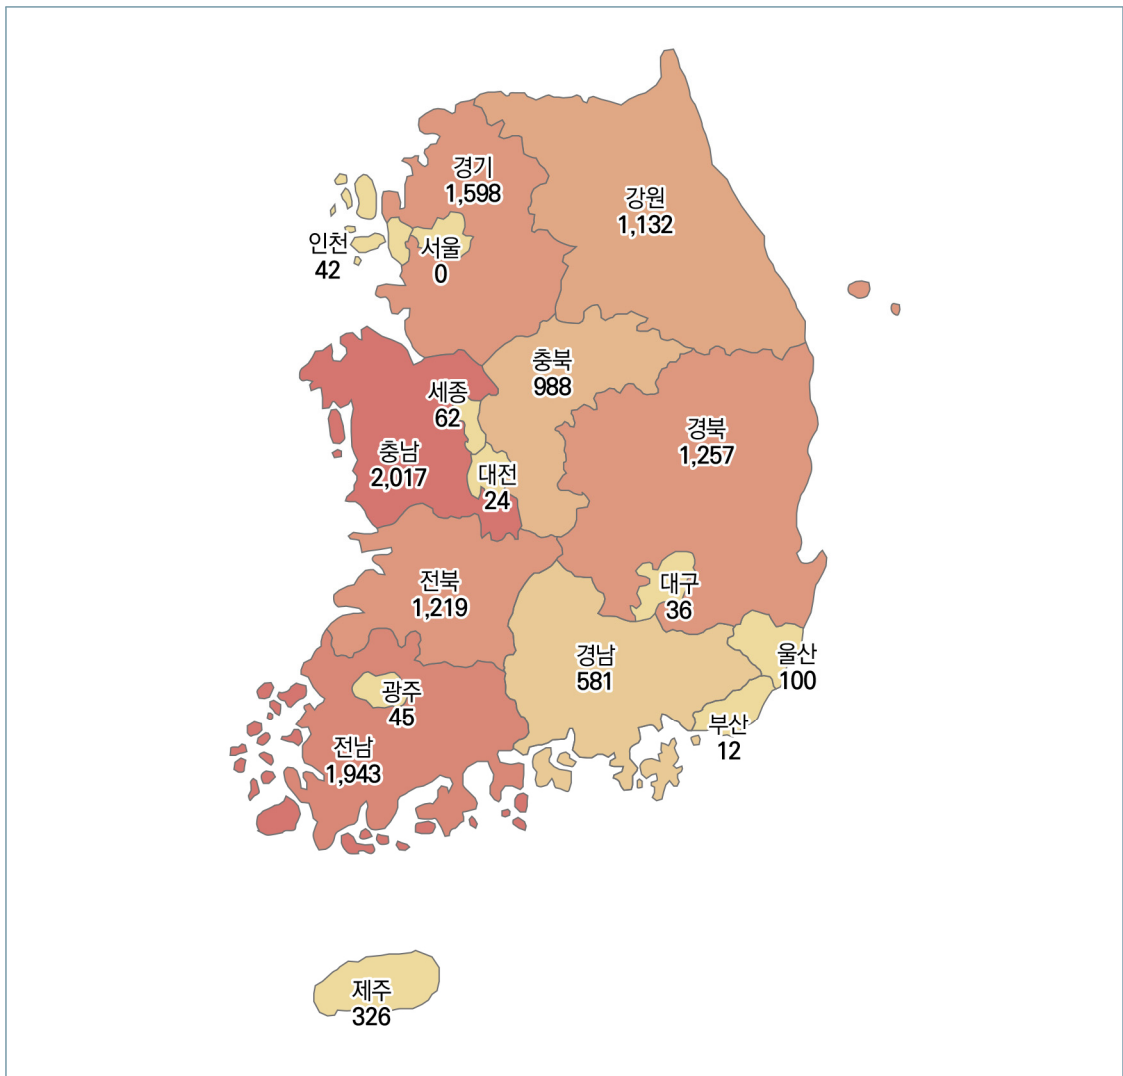 경기
1,598
강원
1,132
인천
42
서울
0
충북
988
세종
62
경북
1,257
충남
2,017
대전
24
전북
1,219
대구
36
경남
581
울산
100
광주
45
부산
12
전남
1,943
제주
326